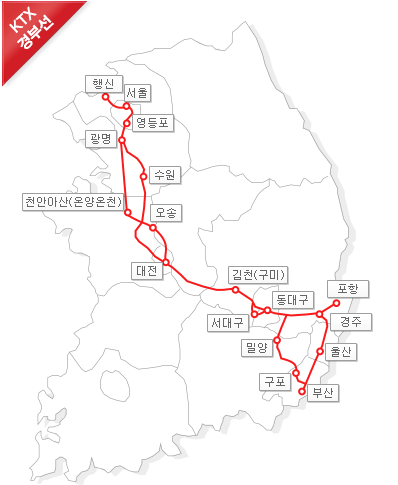 KTX
경부선
행신
서울
영등포
광명
수원
천안아산(온양온천)
오송
대전
김천(구미)
동대구
포항
서대구
경주
밀양
울산
구포
부산